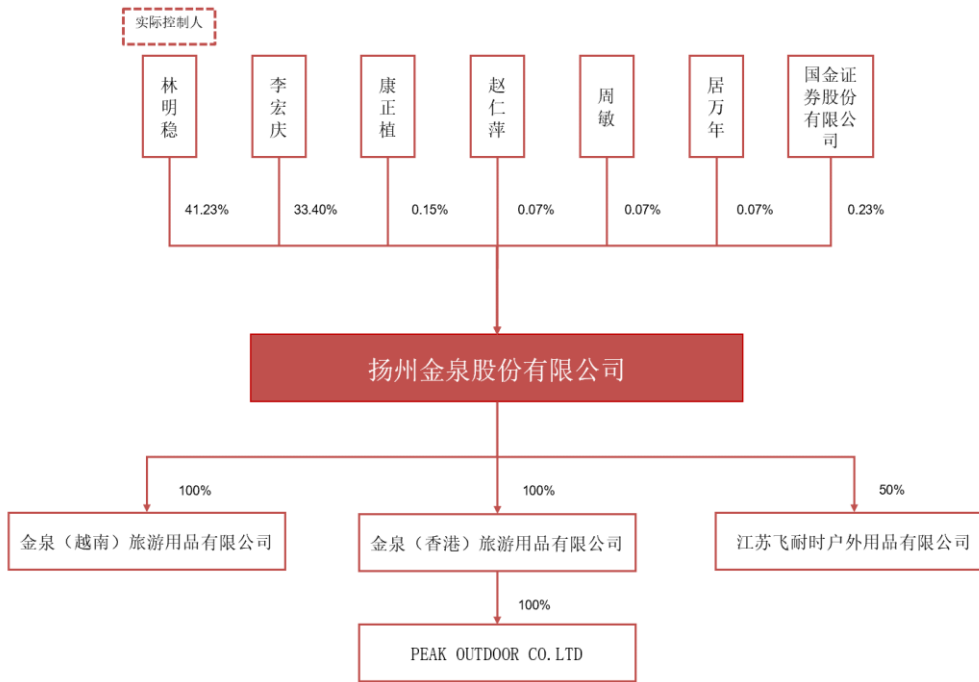 实际控制人
林明稳
李宏庆
康正植
赵仁萍
周敏
居万年
国金证
券股份
有限公
司
41.23%
33.40%
0.15%
0.07%
0.07%
0.07%
0.23%
扬州金泉股份有限公司
100%
100%
50%
金泉（越南）旅游用品有限公司
金泉（香港）旅游用品有限公司
江苏飞耐时户外用品有限公司
100%
PEAK OUTDOOR CO.LTD